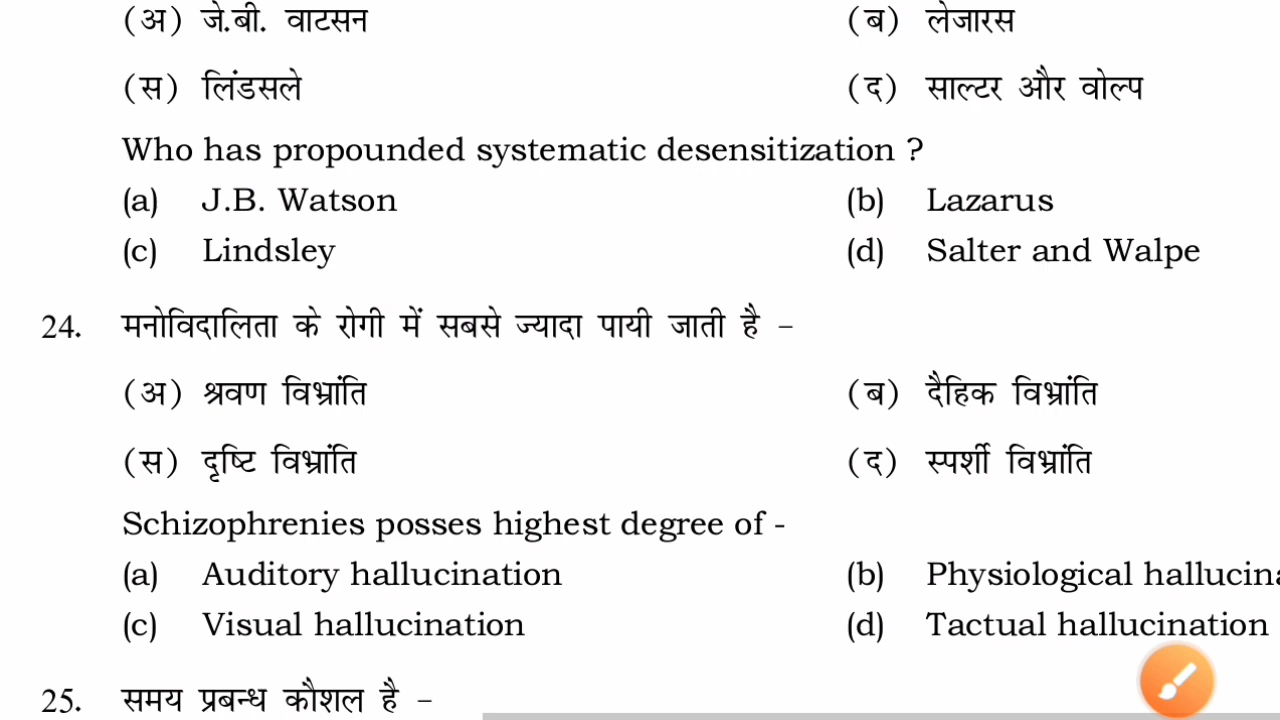 (अ) जे.बी. वाटसन (ब) लेजारस
(स) लिंडसले (द) साल्टर और वोल्प
Who has propounded systematic desensitization ?
(a) J.B. Watson (b) Lazarus
(c) Lindsley (d) Salter and Walpe
24. मनोविदालिता के रोगी में सबसे ज्यादा पायी जाती है –
(अ) श्रवण विभ्रांति (ब) दैहिक विभ्रांति
(स) दृष्टि विभ्रांति (द) स्पर्शी विभ्रांति
Schizophrenies posses highest degree of -
(a) Auditory hallucination (b) Physiological
(c) Visual hallucination (d) Tactual hallucination
25. समय प्रबन्ध कौशल है –